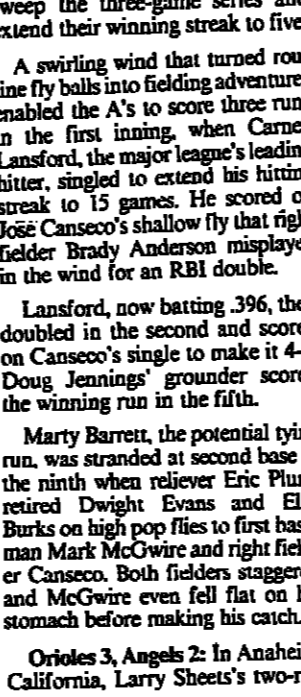 weep the three-game series and
extend their winning streak to five
A swirling wind that turned rou
ine fly balls into fielding adventure
enabled the A's to score three run
n the first inning, when Carne
Lansford, the major league's leadin
hitter, singled to extend his hittin
streak to 15 games. He scored o
José Canseco's shallow fly that righ
fielder Brady Anderson misplaye
in the wind for an RBI double.
Lansford, now batting .396, the
doubled in the second and score
on Canseco's single to make it 4-
Doug Jennings' grounder score
the winning run in the fifth.
Marty Barrett, the potential tyin
run, was stranded at second base
the ninth when reliever Eric Plun
retired Dwight Evans and El
Burks on high pop flies to first bas
man Mark McGwire and right fiel
er Canseco. Both fielders staggere
and McGwire even fell flat on h
stomach before making his catch.
Orioles 3, Angels 2: In Anahei
California, Larry Sheets's two-r